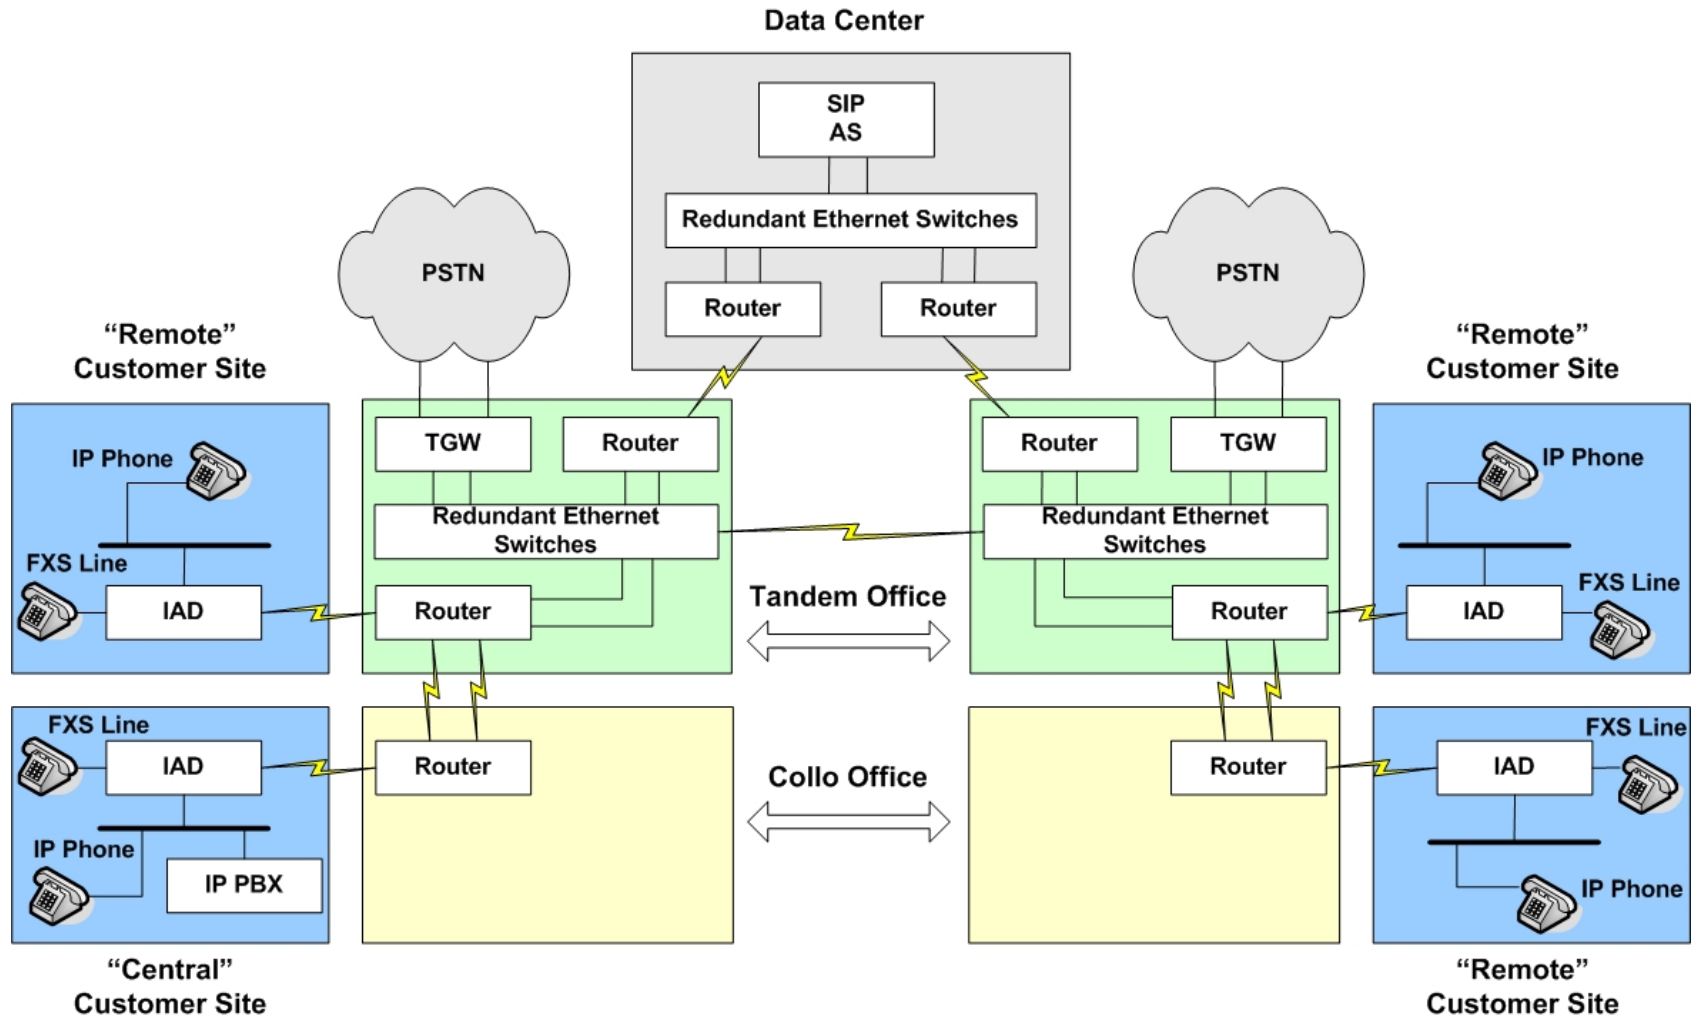 Data Center
SIP
AS
Redundant Ethernet Switches
Router
Router
PSTN
PSTN
“Remote”
Customer Site
IP Phone
FXS Line
IAD
TGW
Router
Redundant Ethernet
Switches
Router
Tandem Office
Router
TGW
Redundant Ethernet
Switches
Router
“Remote”
Customer Site
IP Phone
FXS Line
IAD
FXS Line
IAD
IP Phone
IP PBX
“Central”
Customer Site
Router
Collo Office
Router
FXS Line
IAD
IP Phone
“Remote”
Customer Site